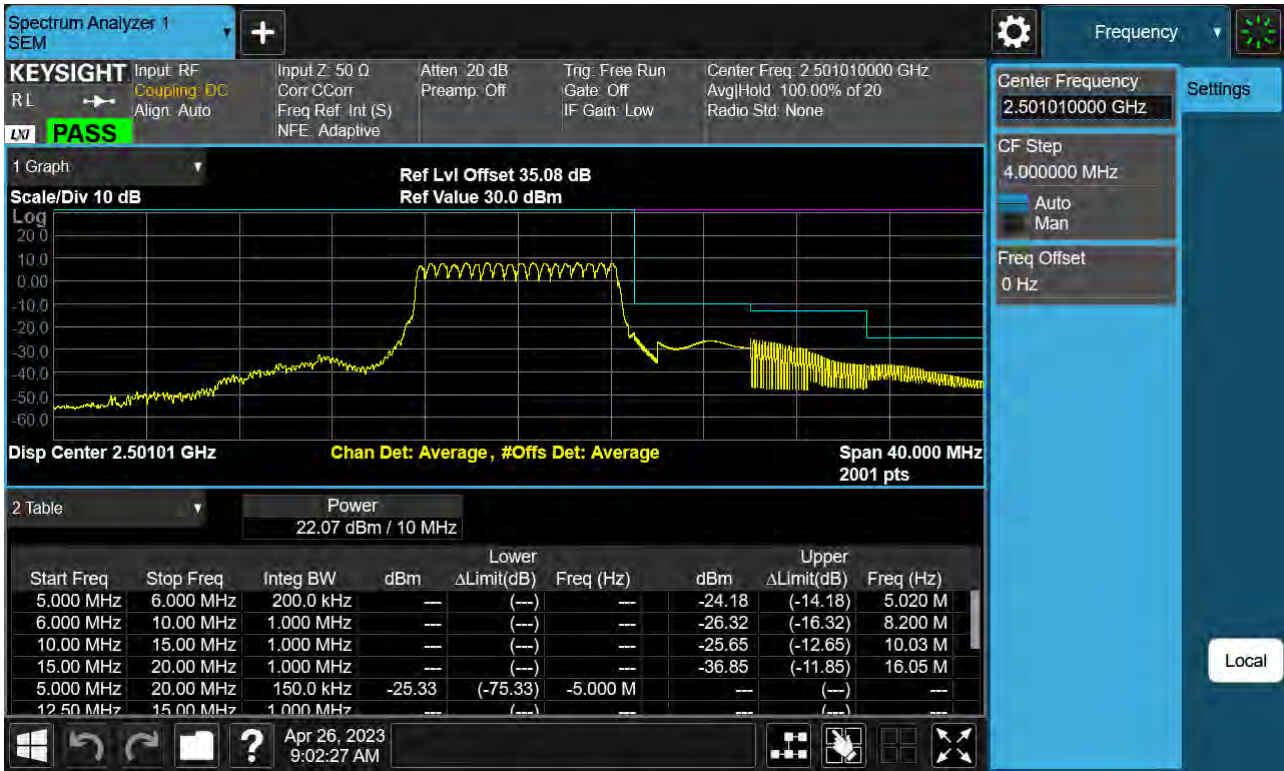 Spectrum Analyzer 1
SEM
Frequency
KEYSIGHT Input: RF Input Z: 50 Ω Atten: 20 dB Trig: Free Run Center Freq: 2.501010000 GHz
RL Coupling: DC Corr CCorr Preamp: Off Gate: Off Avg|Hold: 100.00% of 20
Align: Auto Freq Ref: Int (S) IF Gain: Low Radio Std: None
LXI PASS NFE: Adaptive
Center Frequency
2.501010000 GHz
Settings
CF Step
4.000000 MHz
Auto
Man
Freq Offset
0 Hz
Local
1 Graph
Ref Lvl Offset 35.08 dB
Scale/Div 10 dB Ref Value 30.0 dBm
Log
20.0
10.0
0.00
-10.0
-20.0
-30.0
-40.0
-50.0
-60.0
Disp Center 2.50101 GHz Chan Det: Average, #Offs Det: Average Span 40.000 MHz
2001 pts
2 Table
Power
22.07 dBm / 10 MHz
Lower Upper
Start Freq Stop Freq Integ BW dBm ΔLimit(dB) Freq (Hz) dBm ΔLimit(dB) Freq (Hz)
5.000 MHz 6.000 MHz 200.0 kHz --- (---) --- -24.18 (-14.18) 5.020 M
6.000 MHz 10.00 MHz 1.000 MHz --- (---) --- -26.32 (-16.32) 8.200 M
10.00 MHz 15.00 MHz 1.000 MHz --- (---) --- -25.65 (-12.65) 10.03 M
15.00 MHz 20.00 MHz 1.000 MHz --- (---) --- -36.85 (-11.85) 16.05 M
5.000 MHz 20.00 MHz 150.0 kHz -25.33 (-75.33) -5.000 M --- (---) ---
12.50 MHz 15.00 MHz 1.000 MHz --- (---) --- --- (---) ---
? Apr 26, 2023
9:02:27 AM